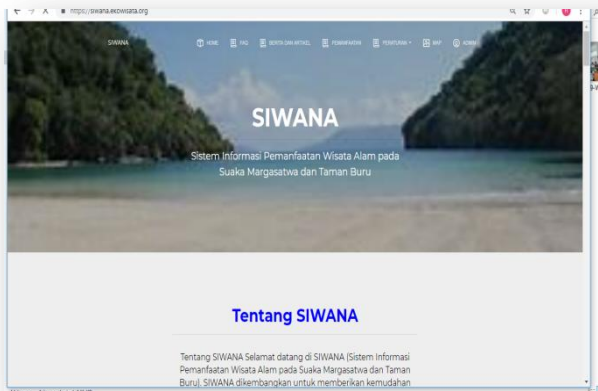 https://siwana.ekowisata.org
SIWANA
HOME FAQ BERITA DAN ARTIKEL PEMANFAATAN PERATURAN MAP ADMIN
SIWANA
Sistem Informasi Pemanfaatan Wisata Alam pada
Suaka Margasatwa dan Taman Buru
Tentang SIWANA
Tentang SIWANA Selamat datang di SIWANA (Sistem Informasi
Pemanfaatan Wisata Alam pada Suaka Margasatwa dan Taman
Buru). SIWANA dikembangkan untuk memberikan kemudahan